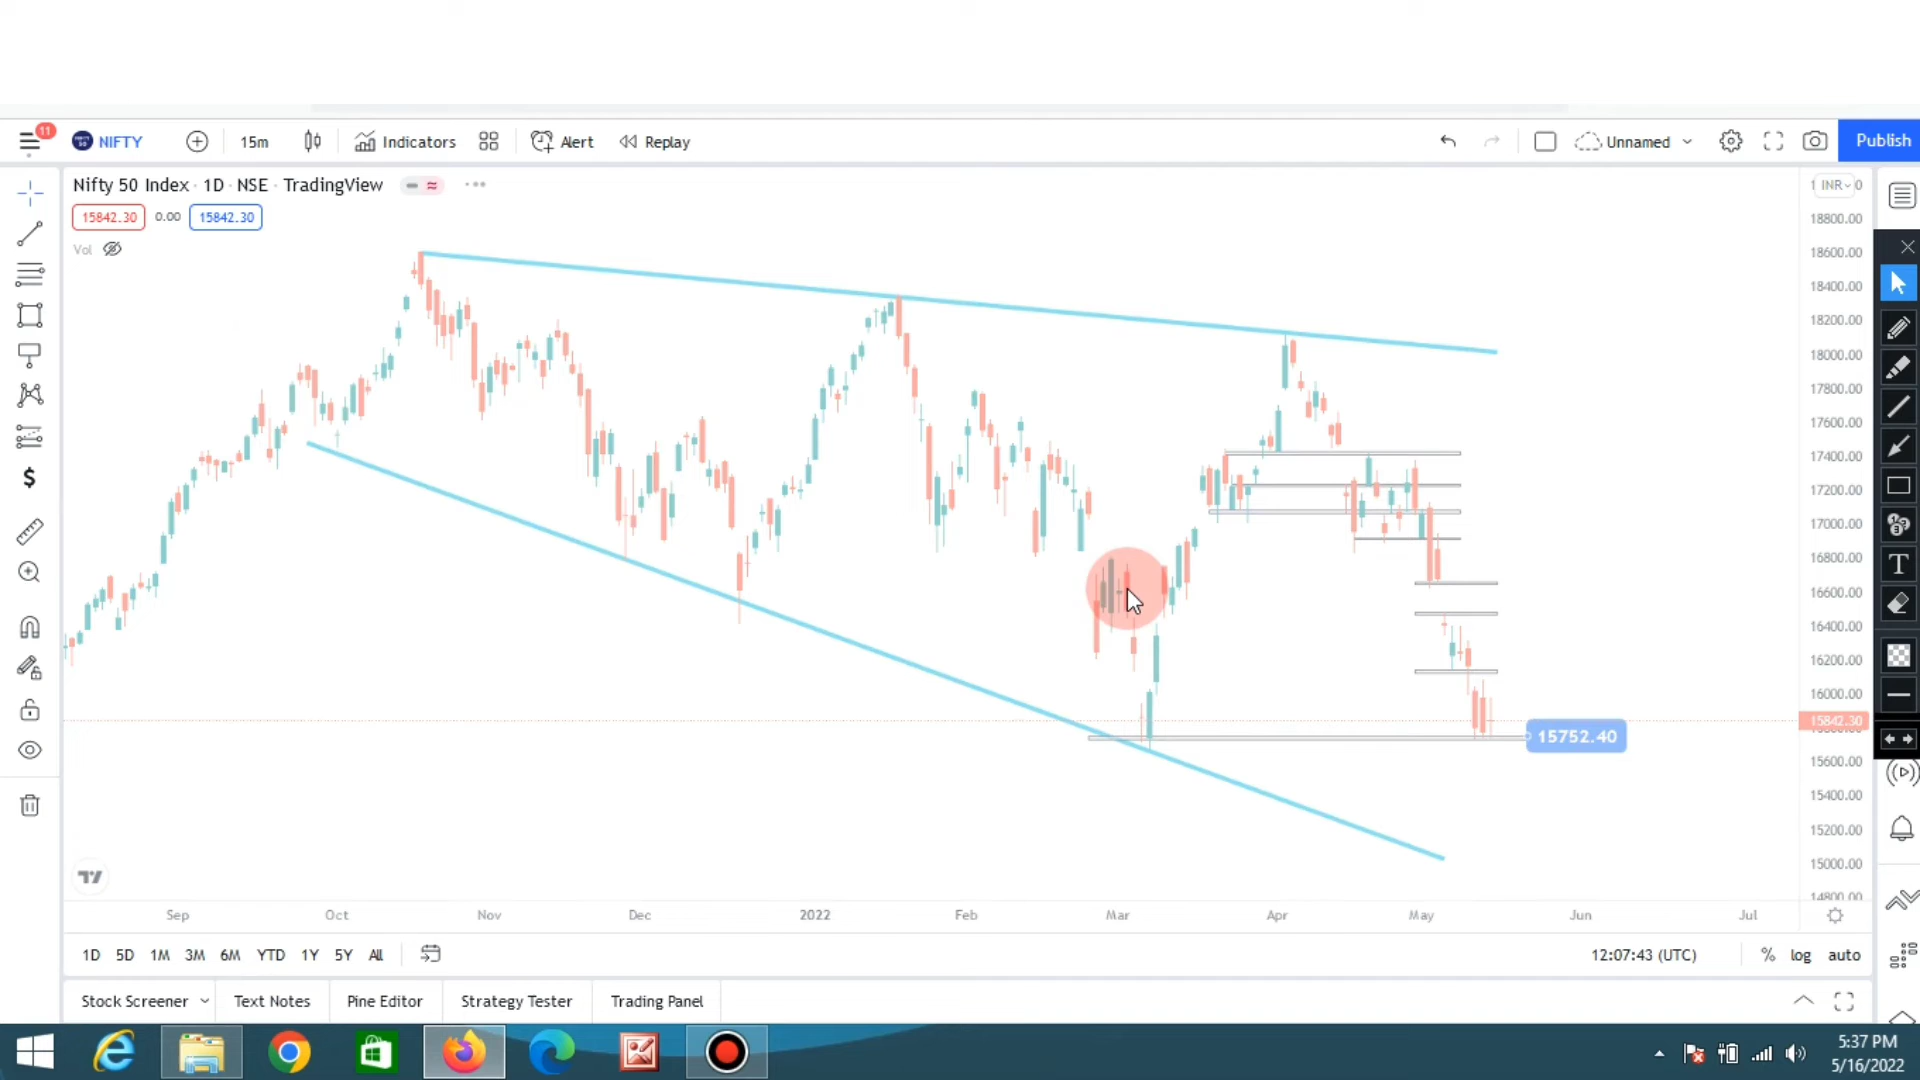 11
NIFTY
15m
Indicators
Alert
Replay
Unnamed
Publish
Nifty 50 Index · 1D · NSE · TradingView
15842.30 0.00 15842.30
Vol
INR
18800.00
18600.00
18400.00
18200.00
18000.00
17800.00
17600.00
17400.00
17200.00
17000.00
16800.00
16600.00
16400.00
16200.00
16000.00
15842.30
15752.40
15600.00
15400.00
15200.00
15000.00
14800.00
Sep Oct Nov Dec 2022 Feb Mar Apr May Jun Jul
1D 5D 1M 3M 6M YTD 1Y 5Y All
12:07:43 (UTC) % log auto
Stock Screener Text Notes Pine Editor Strategy Tester Trading Panel
5:37 PM
5/16/2022